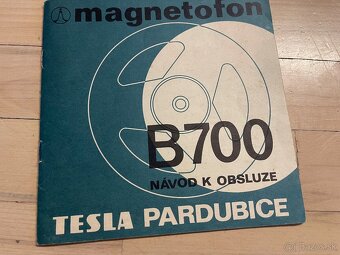 magnetofon
B700
NÁVOD K OBSLUZE
TESLA PARDUBICE